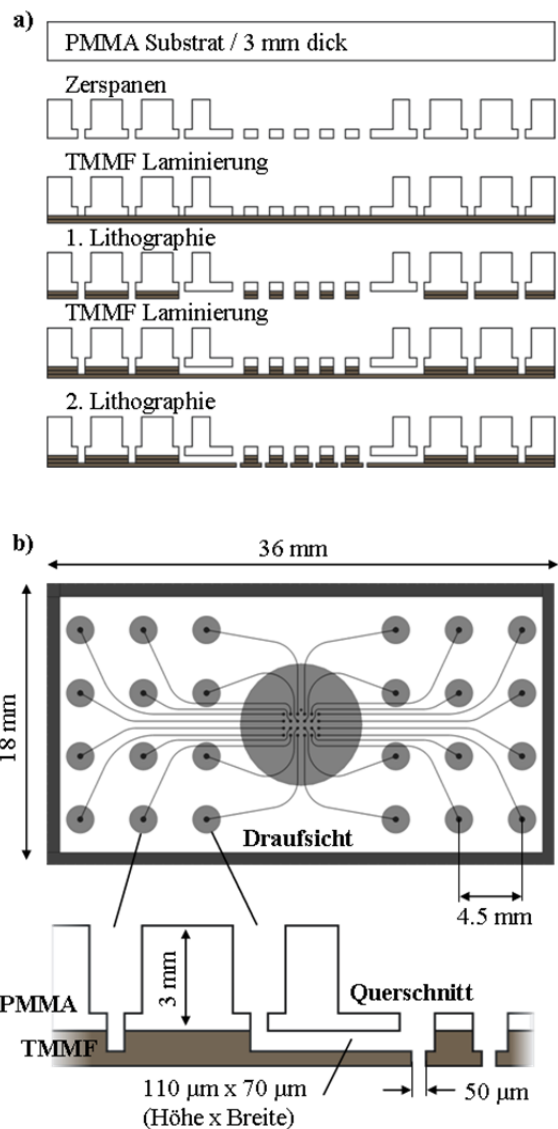 a)
PMMA Substrat / 3 mm dick
Zerspanen
TMMF Laminierung
1. Lithographie
TMMF Laminierung
2. Lithographie
b)
36 mm
18 mm
Draufsicht
4.5 mm
3 mm
PMMA
Querschnitt
TMMF
110 µm x 70 µm
(Höhe x Breite)
50 µm